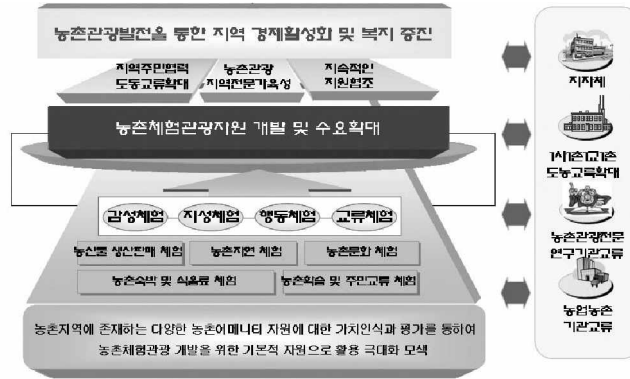 농촌관광발전을 통한 지역 경제활성화 및 복지 증진
지역주민협력
도농교류확대
농촌관광
지역전문가육성
지속적인
지원협조
농촌체험관광자원 개발 및 수요확대
감성체험
지성체험
행동체험
교류체험
농산물 생산판매 체험
농촌자연 체험
농촌문화 체험
농촌숙박 및 식음료 체험
농촌학습 및 주민교류 체험
농촌지역에 존재하는 다양한 농촌어메니티 자원에 대한 가치인식과 평가를 통하여
농촌체험관광 개발을 위한 기본적 자원으로 활용 극대화 모색
지자체
1사1촌1교1촌
도농교류확대
농촌관광전문
연구기관교류
농업농촌
기관교류